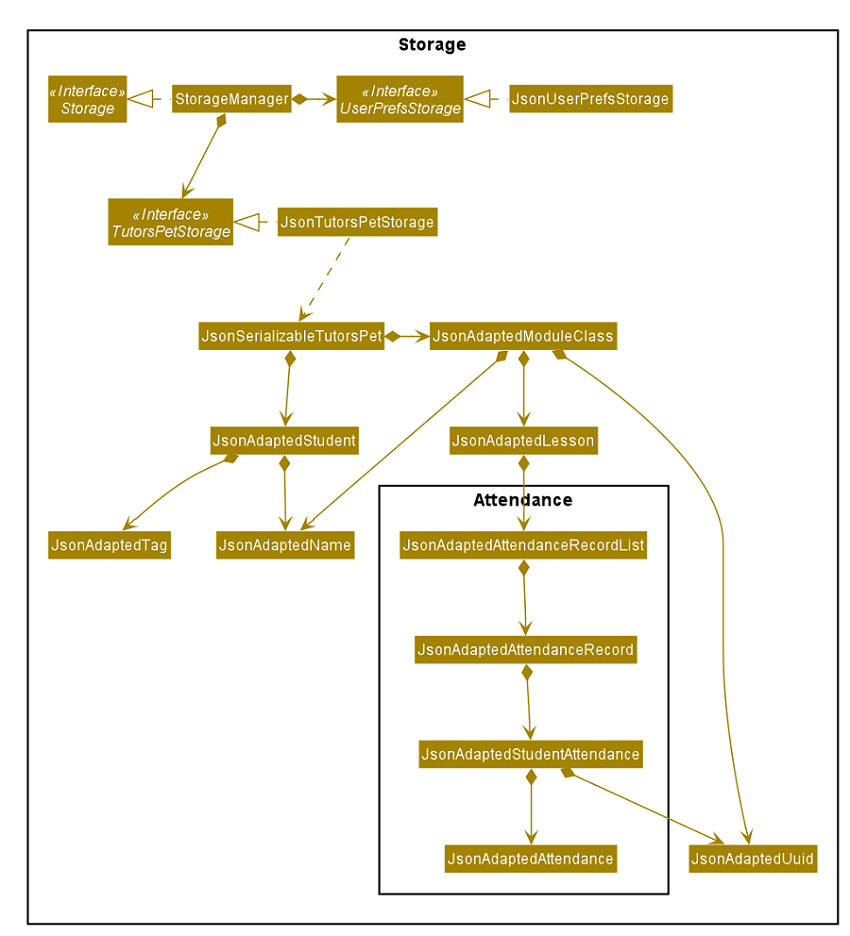 Storage
«Interface»
Storage
StorageManager
«Interface»
UserPrefsStorage
JsonUserPrefsStorage
«Interface»
TutorsPetStorage
JsonTutorsPetStorage
JsonSerializableTutorsPet
JsonAdaptedModuleClass
JsonAdaptedStudent
JsonAdaptedLesson
Attendance
JsonAdaptedTag
JsonAdaptedName
JsonAdaptedAttendanceRecordList
JsonAdaptedAttendanceRecord
JsonAdaptedStudentAttendance
JsonAdaptedAttendance
JsonAdaptedUuid